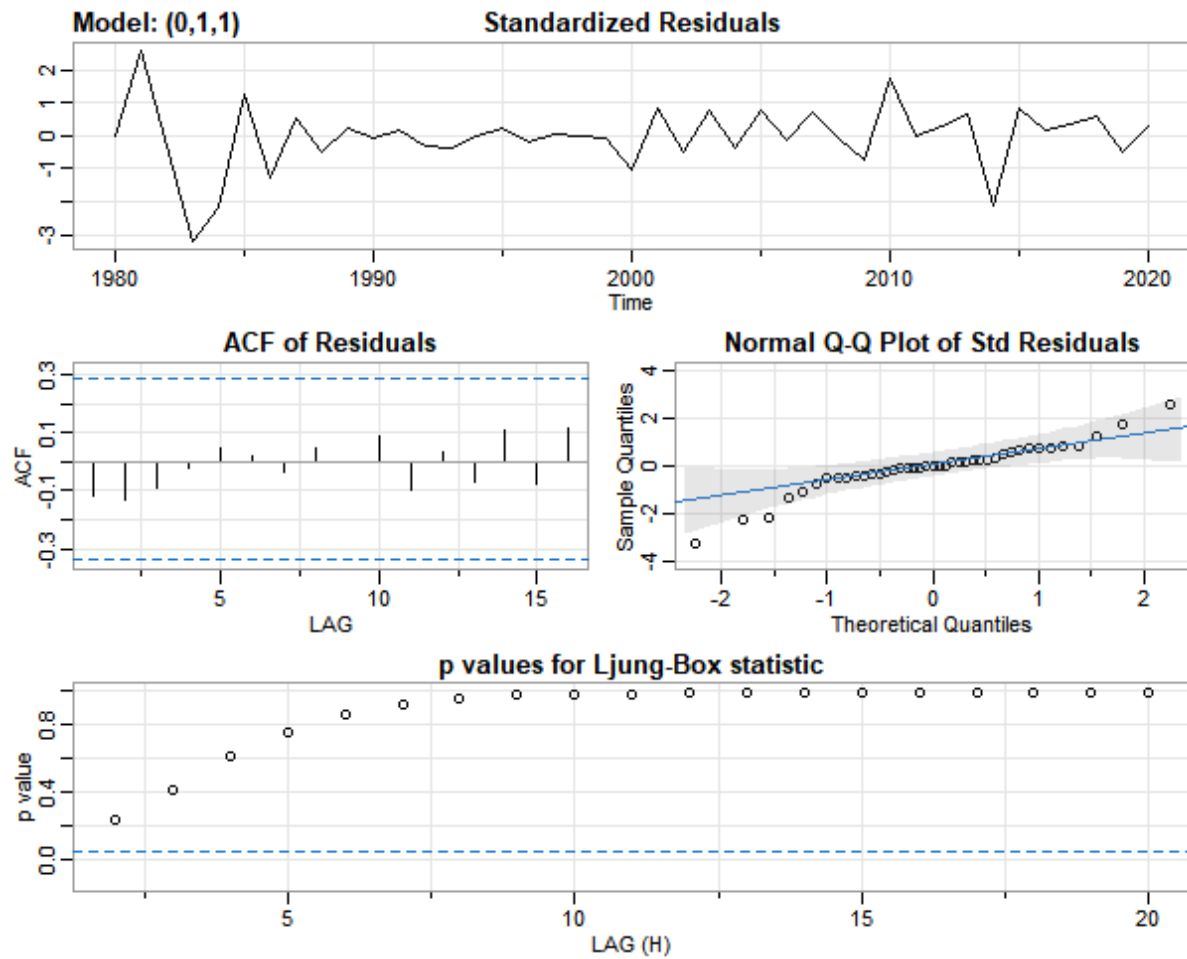 Model: (0,1,1) Standardized Residuals
2
1
0
-1
-3
1980 1990 2000 2010 2020
Time
ACF of Residuals
0.3
0.1
-0.1
-0.3
ACF
5 10 15
LAG
Normal Q-Q Plot of Std Residuals
4
2
0
-2
-4
Sample Quantiles
-2 -1 0 1 2
Theoretical Quantiles
p values for Ljung-Box statistic
0.8
0.4
0.0
p value
5 10 15 20
LAG (H)